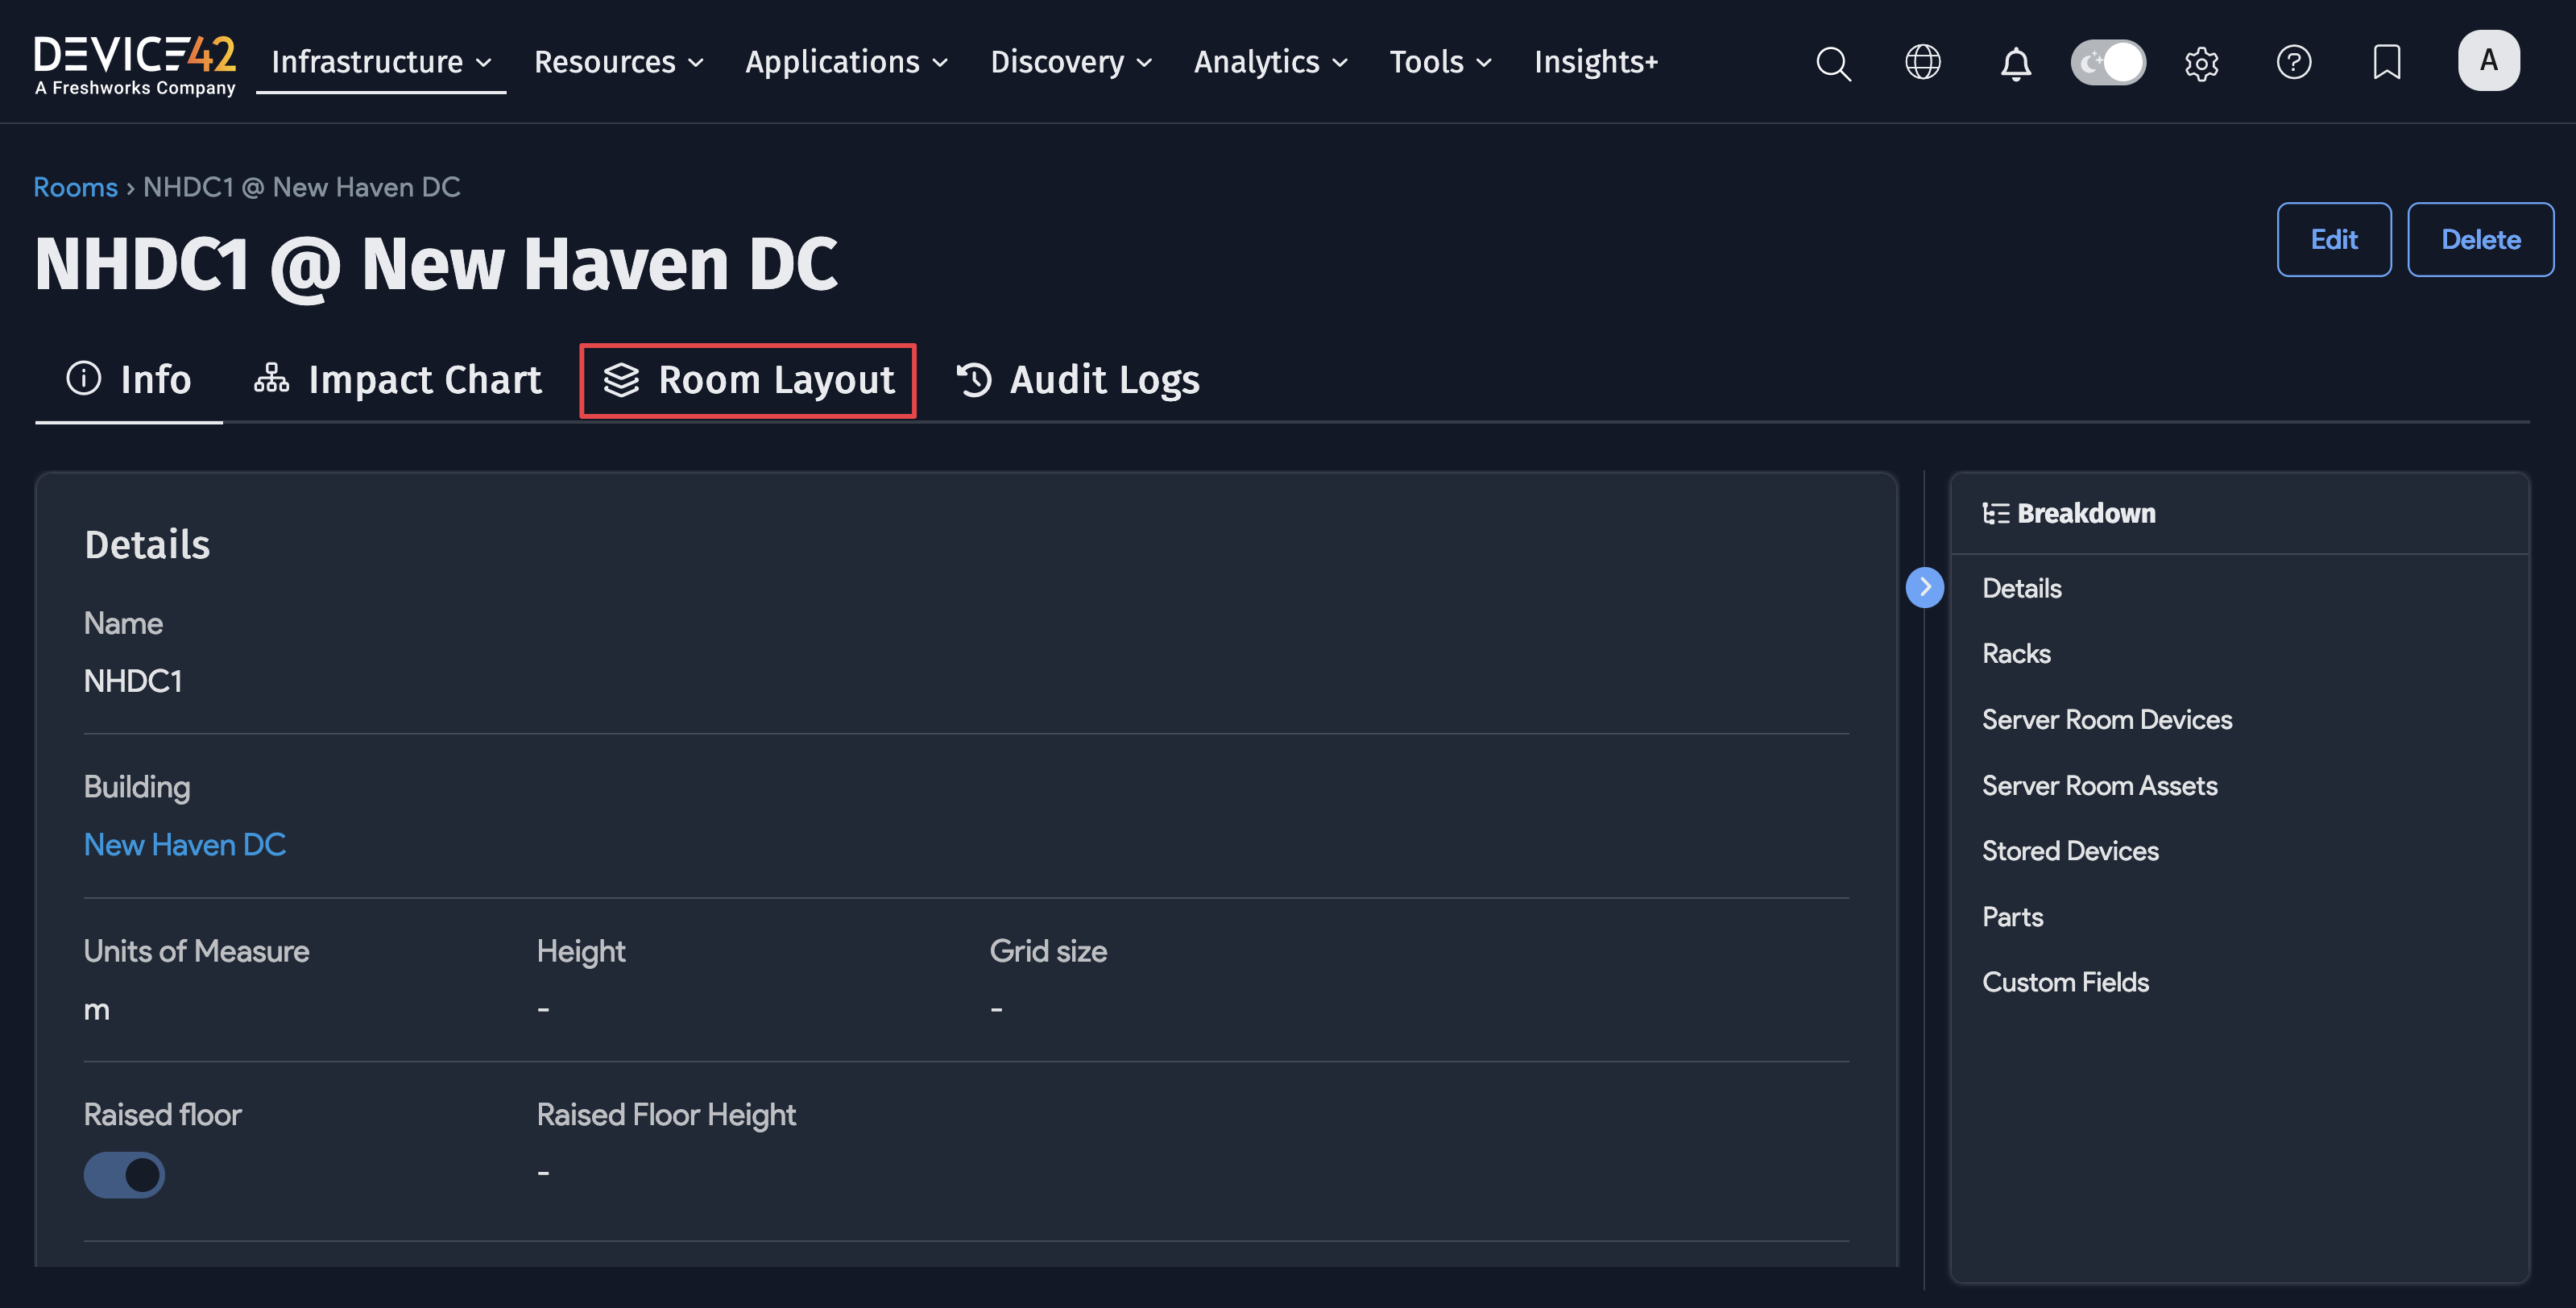 DEVICE42
A Freshworks Company
Infrastructure
Resources
Applications
Discovery
Analytics
Tools
Insights+
A
Rooms › NHDC1 @ New Haven DC
NHDC1 @ New Haven DC
Edit
Delete
Info
Impact Chart
Room Layout
Audit Logs
Details
Name
NHDC1
Building
New Haven DC
Units of Measure
Height
Grid size
m
-
-
Raised floor
Raised Floor Height
-
Breakdown
Details
Racks
Server Room Devices
Server Room Assets
Stored Devices
Parts
Custom Fields